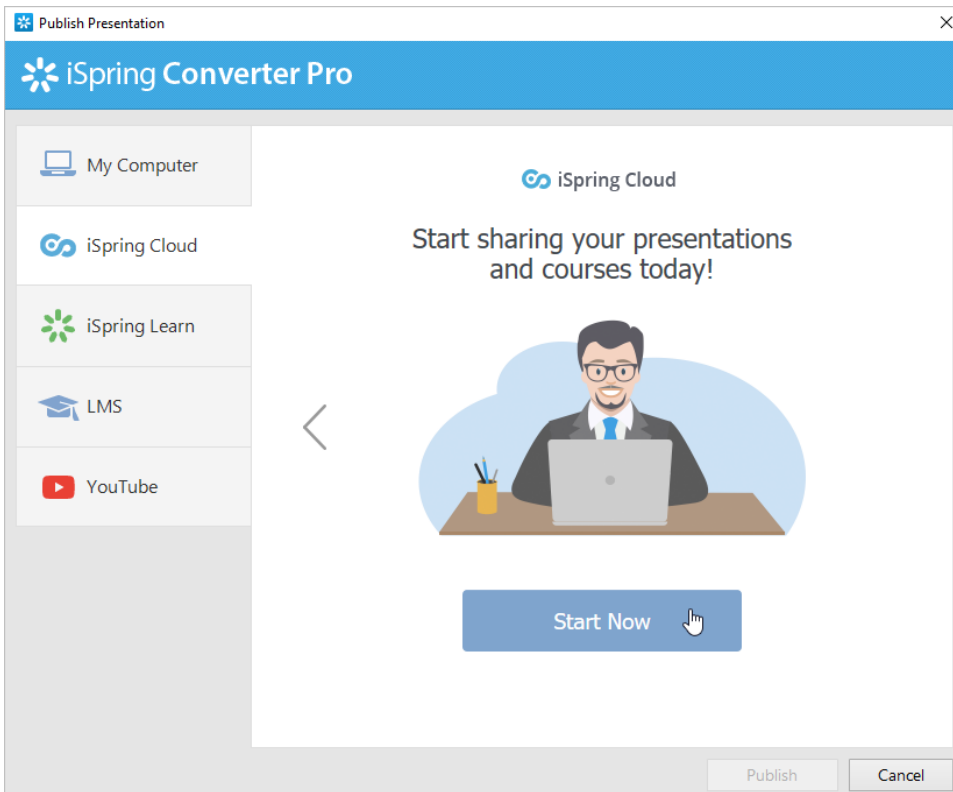 Publish Presentation
iSpring Converter Pro
My Computer
iSpring Cloud
iSpring Learn
LMS
YouTube
iSpring Cloud
Start sharing your presentations
and courses today!
Start Now
Publish
Cancel